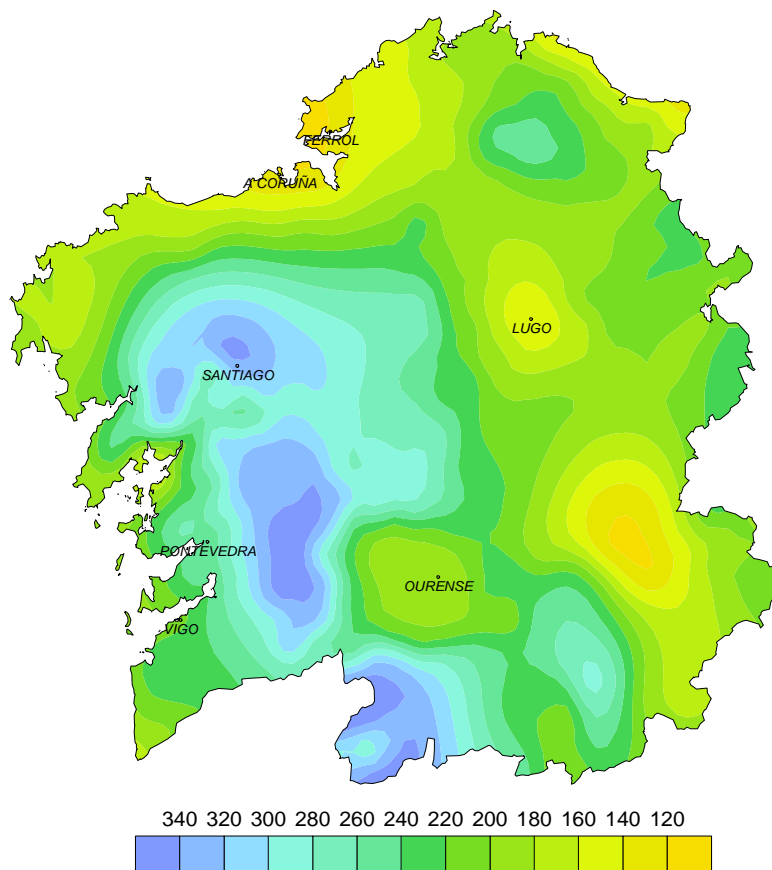 FERROL
A CORUÑA
LUGO
SANTIAGO
PONTEVEDRA
OURENSE
VIGO
340 320 300 280 260 240 220 200 180 160 140 120